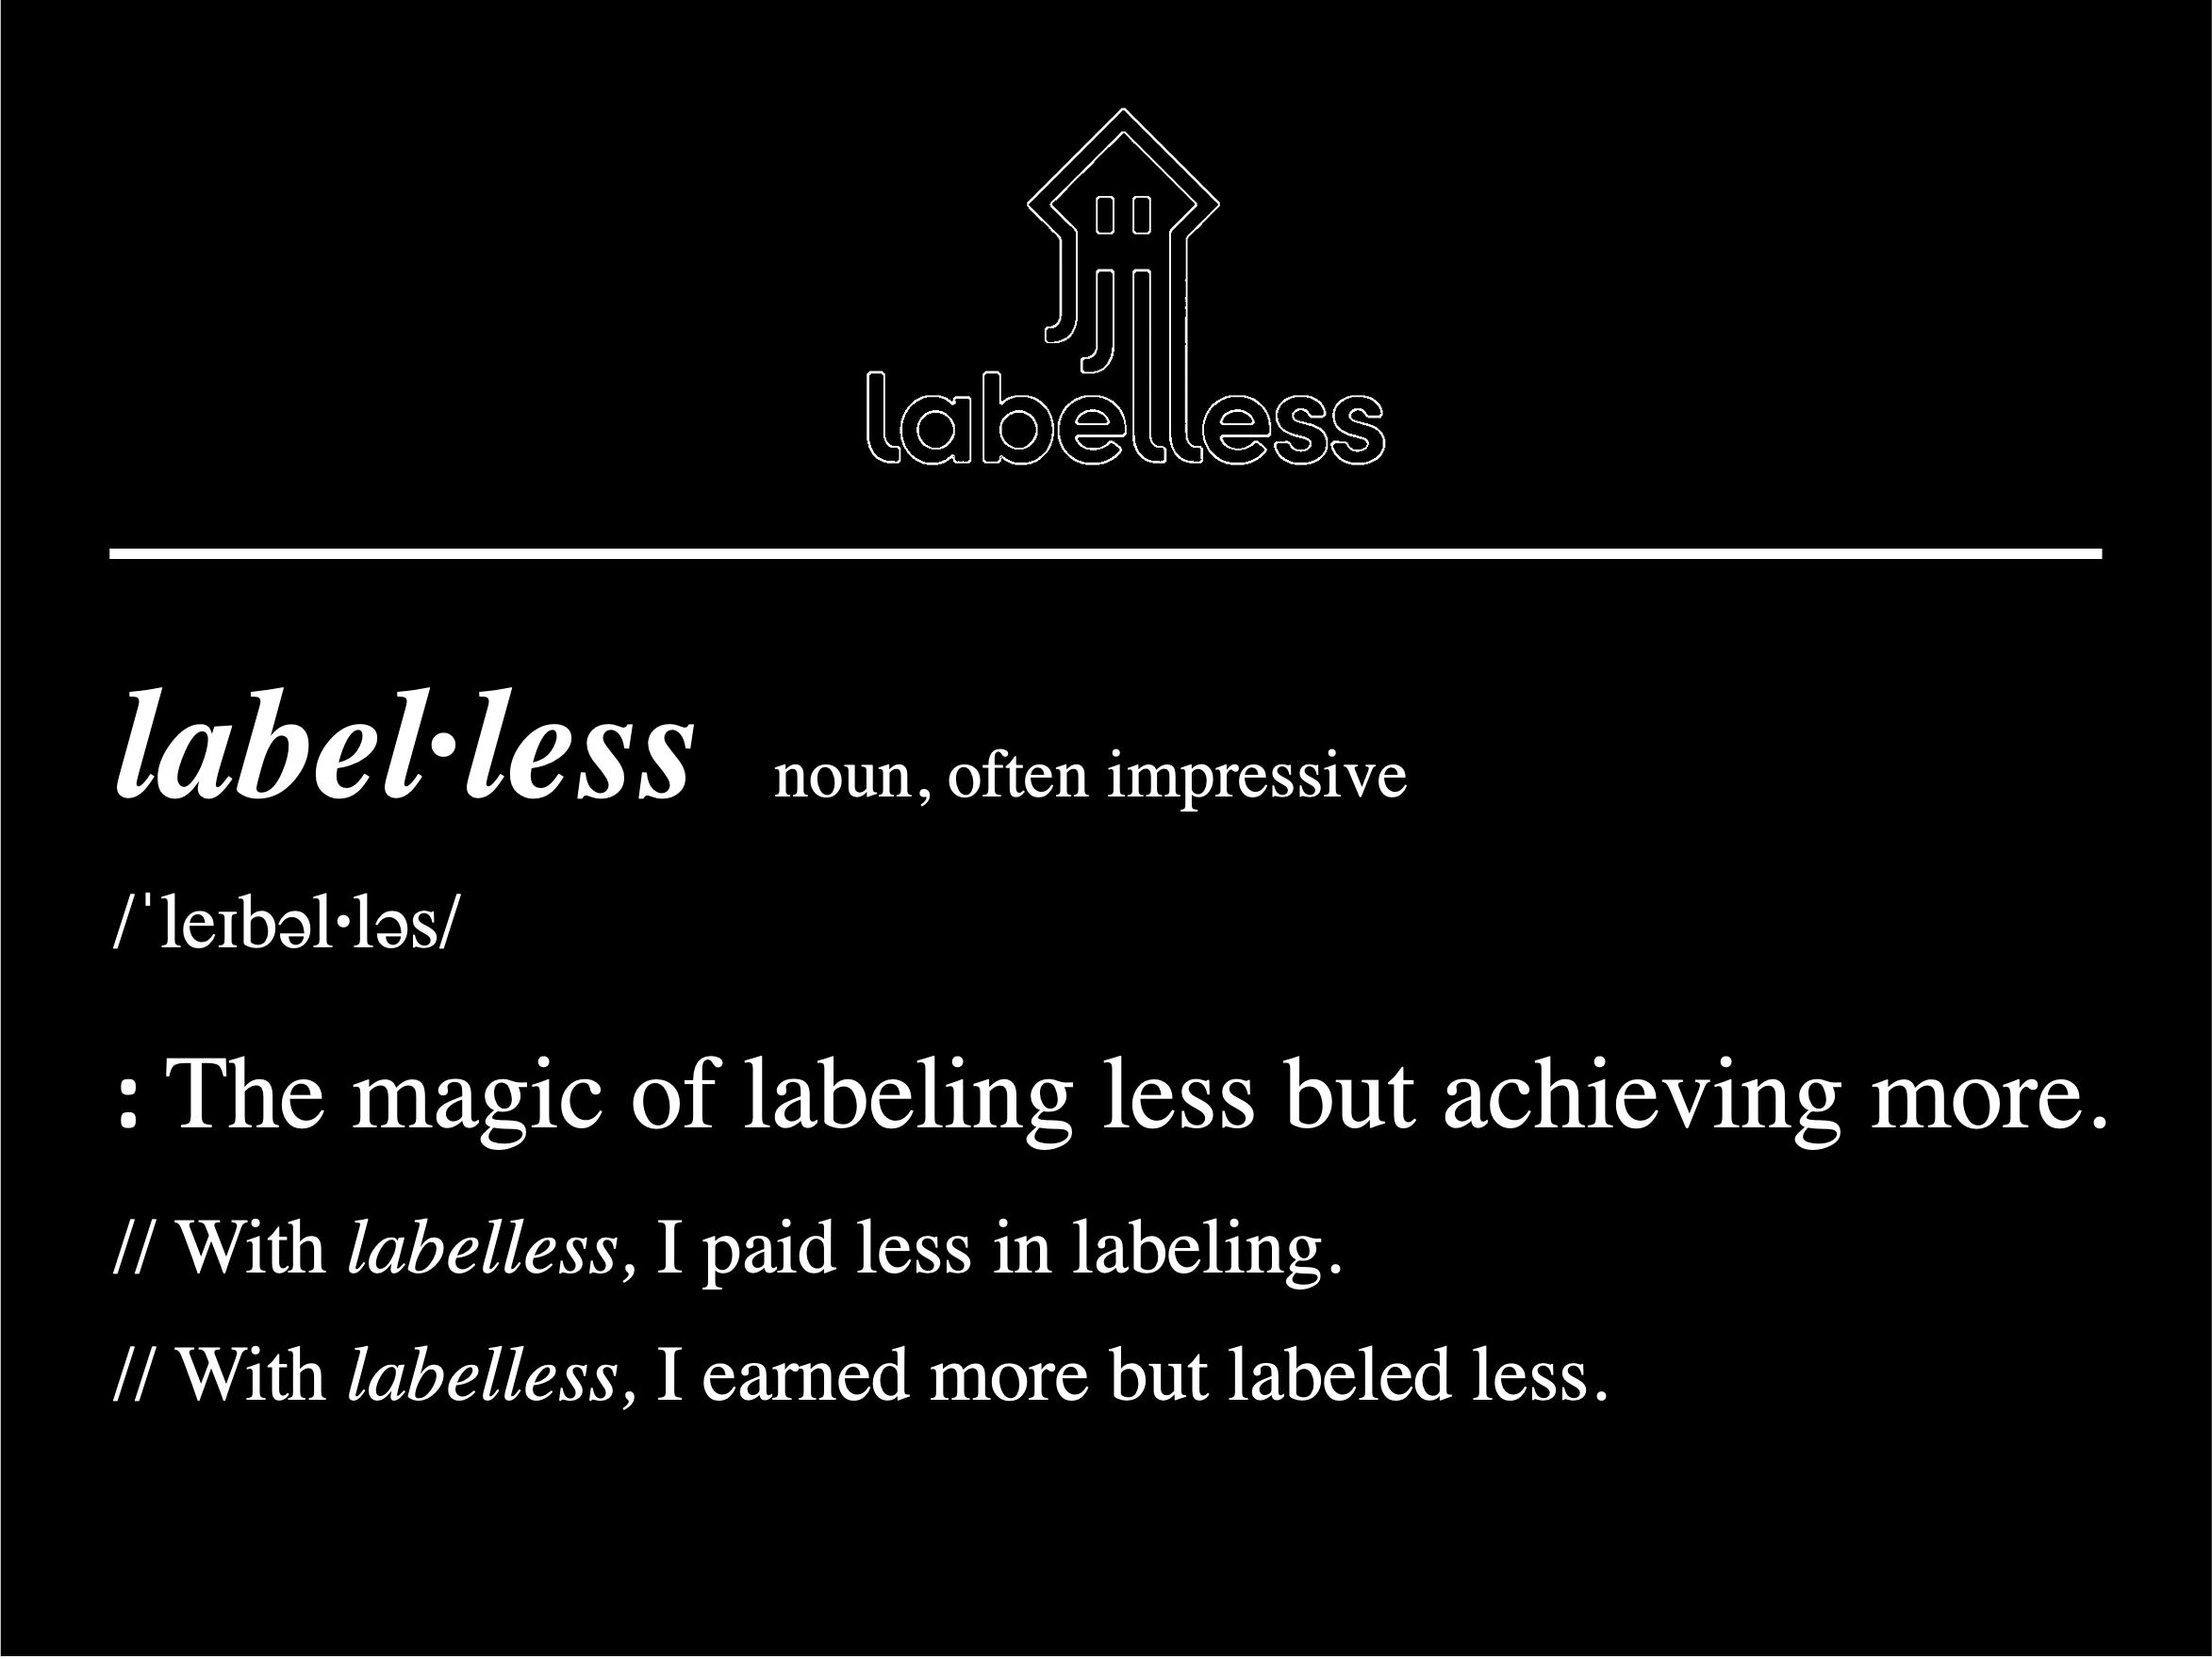 labelless
label·less noun, often impressive
/ˈleɪbəl·ləs/
: The magic of labeling less but achieving more.
// With labelless, I paid less in labeling.
// With labelless, I earned more but labeled less.